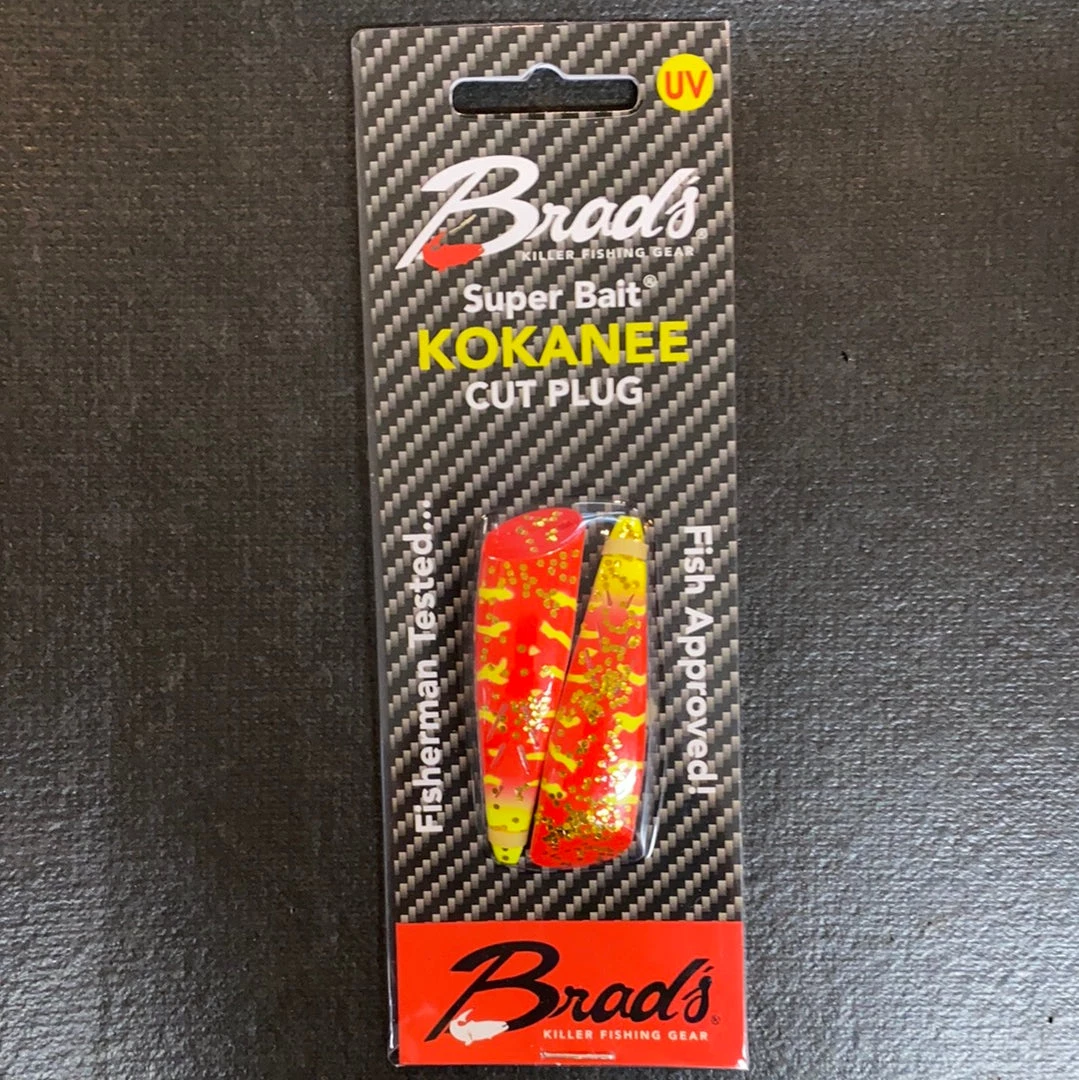 UV
Brad's®
KILLER FISHING GEAR
Super Bait®
KOKANEE
CUT PLUG
Fisherman Tested...
Fish Approved!
Brad's®
KILLER FISHING GEAR